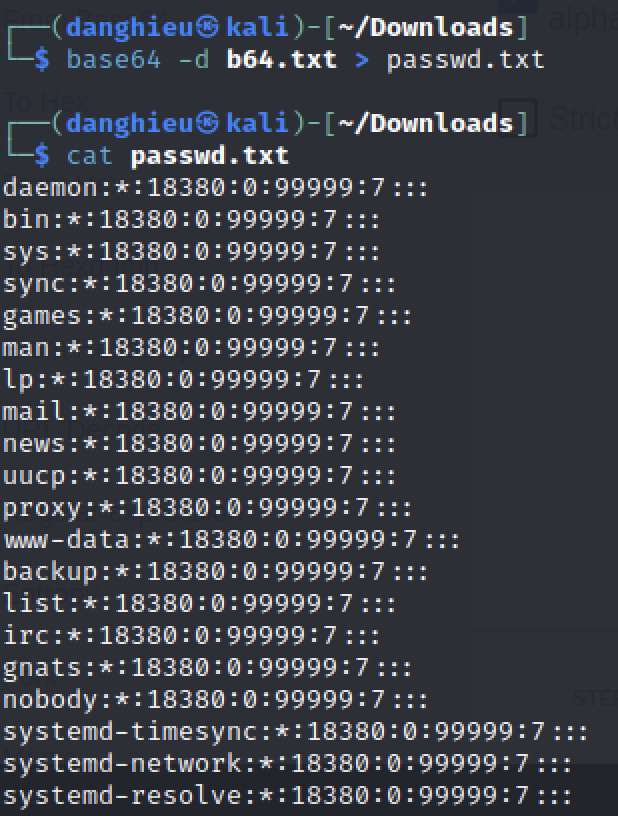 ┌──(danghieu㉿kali)-[~/Downloads]
└─$ base64 -d b64.txt > passwd.txt
┌──(danghieu㉿kali)-[~/Downloads]
└─$ cat passwd.txt
daemon:*:18380:0:99999:7:::
bin:*:18380:0:99999:7:::
sys:*:18380:0:99999:7:::
sync:*:18380:0:99999:7:::
games:*:18380:0:99999:7:::
man:*:18380:0:99999:7:::
lp:*:18380:0:99999:7:::
mail:*:18380:0:99999:7:::
news:*:18380:0:99999:7:::
uucp:*:18380:0:99999:7:::
proxy:*:18380:0:99999:7:::
www-data:*:18380:0:99999:7:::
backup:*:18380:0:99999:7:::
list:*:18380:0:99999:7:::
irc:*:18380:0:99999:7:::
gnats:*:18380:0:99999:7:::
nobody:*:18380:0:99999:7:::
systemd-timesync:*:18380:0:99999:7:::
systemd-network:*:18380:0:99999:7:::
systemd-resolve:*:18380:0:99999:7:::